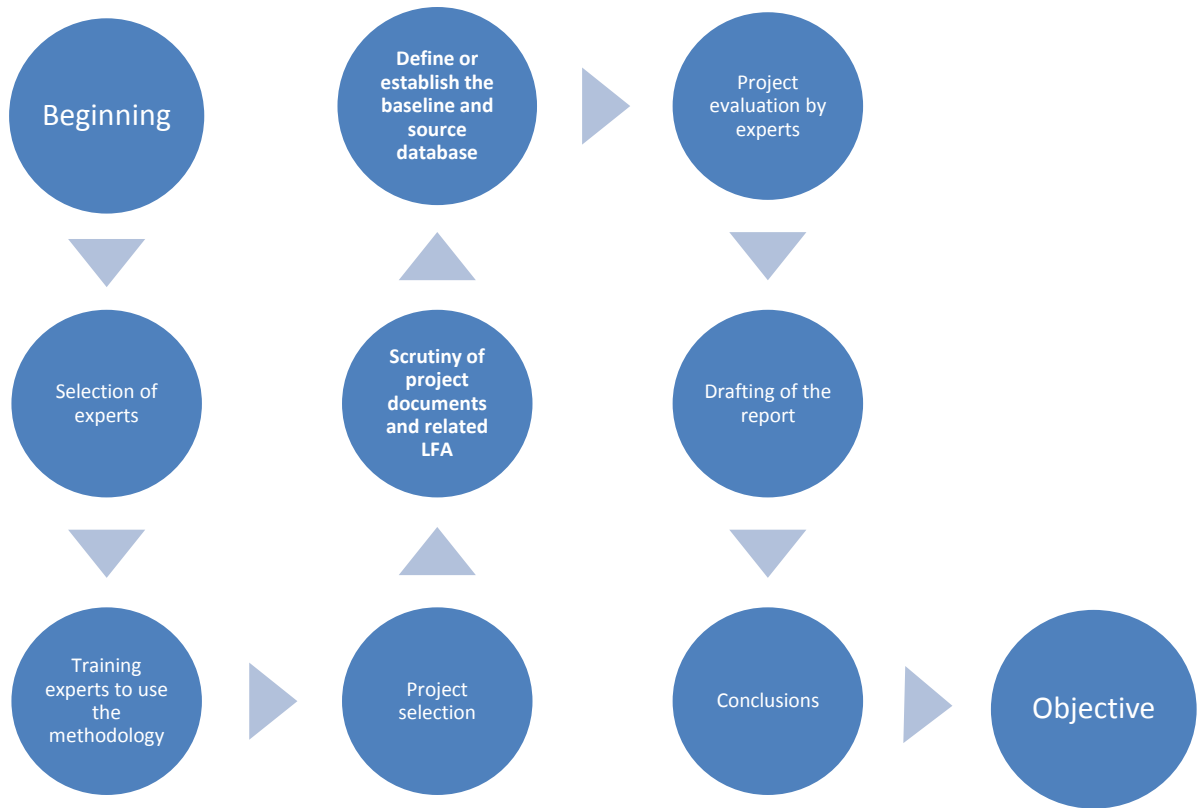 Beginning
Selection of
experts
Training
experts to use
the
methodology
Project
selection
Scrutiny of
project
documents
and related
LFA
Define or
establish the
baseline and
source
database
Project
evaluation by
experts
Drafting of the
report
Conclusions
Objective